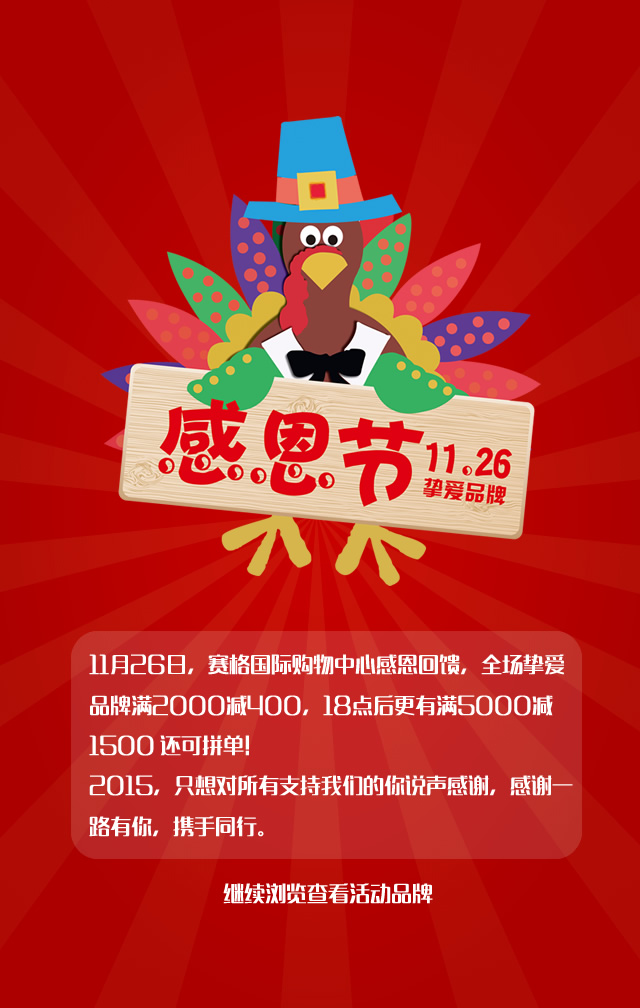 感恩节
11.26
挚爱品牌
11月26日，赛格国际购物中心感恩回馈，全场挚爱
品牌满2000减400，18点后更有满5000减
1500 还可拼单！
2015，只想对所有支持我们的你说声感谢，感谢一
路有你，携手同行。
继续浏览查看活动品牌